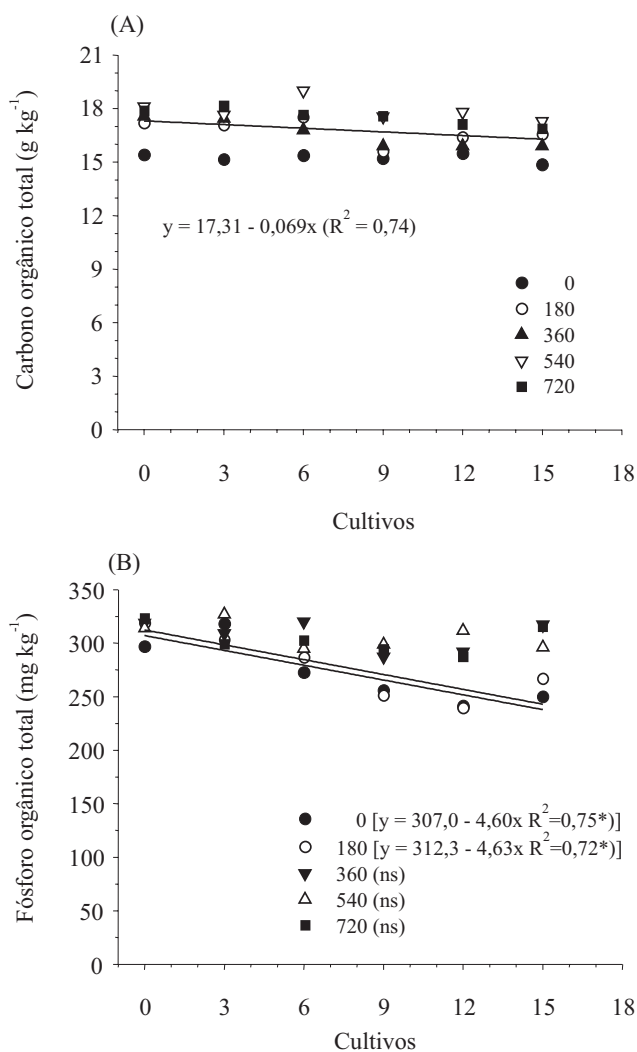 (A)
Carbono orgânico total (g kg-1)
21
18
15
12
9
6
3
0
y = 17,31 - 0,069x (R2 = 0,74)
0
180
360
540
720
0 3 6 9 12 15 18
Cultivos
(B)
Fósforo orgânico total (mg kg-1)
350
300
250
200
150
100
50
0
0 [y = 307,0 - 4,60x R2=0,75*)]
180 [y = 312,3 - 4,63x R2=0,72*)]
360 (ns)
540 (ns)
720 (ns)
0 3 6 9 12 15 18
Cultivos